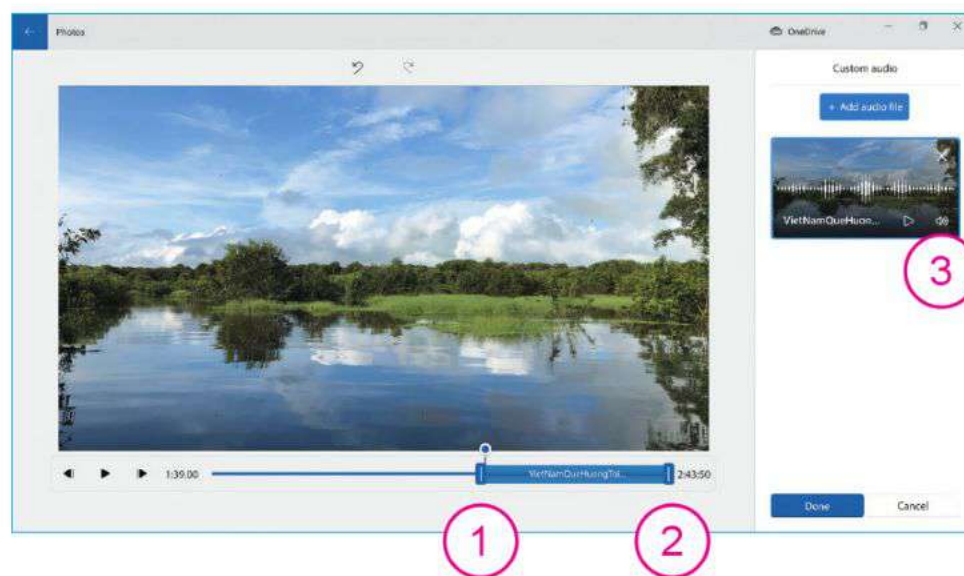 Photos
OneDrive
Custom audio
+ Add audio file
VietNamQueHuon...
3
1:39.00
VietNamQueHuongToi...
2:43:50
Done
Cancel
1
2